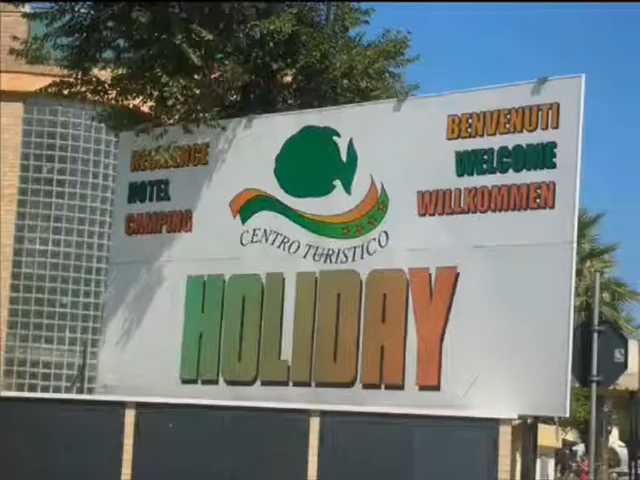 RESIDENCE
HOTEL
CAMPING
BENVENUTI
WELCOME
WILLKOMMEN
CENTRO TURISTICO
HOLIDAY